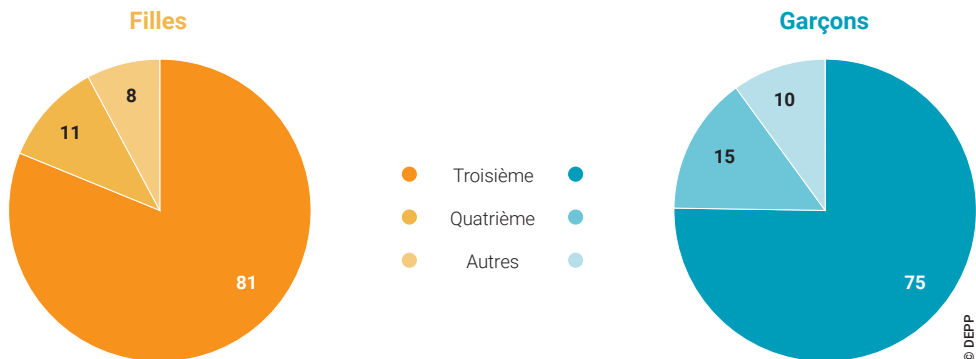 Filles
Garçons
8
11
81
Troisième
Quatrième
Autres
10
15
75
© DEPP